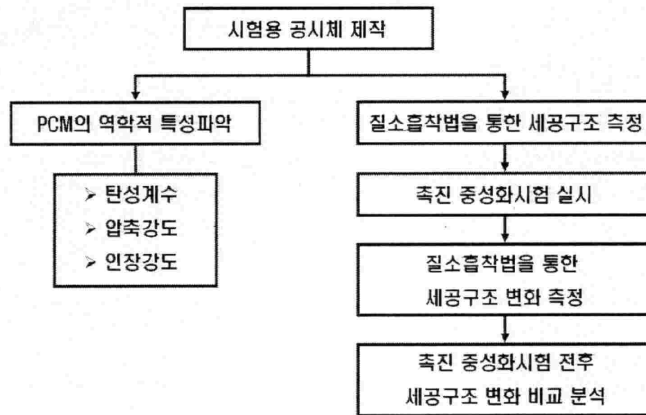 시험용 공시체 제작
PCM의 역학적 특성파악
➢ 탄성계수
➢ 압축강도
➢ 인장강도
질소흡착법을 통한 세공구조 측정
촉진 중성화시험 실시
질소흡착법을 통한
세공구조 변화 측정
촉진 중성화시험 전후
세공구조 변화 비교 분석